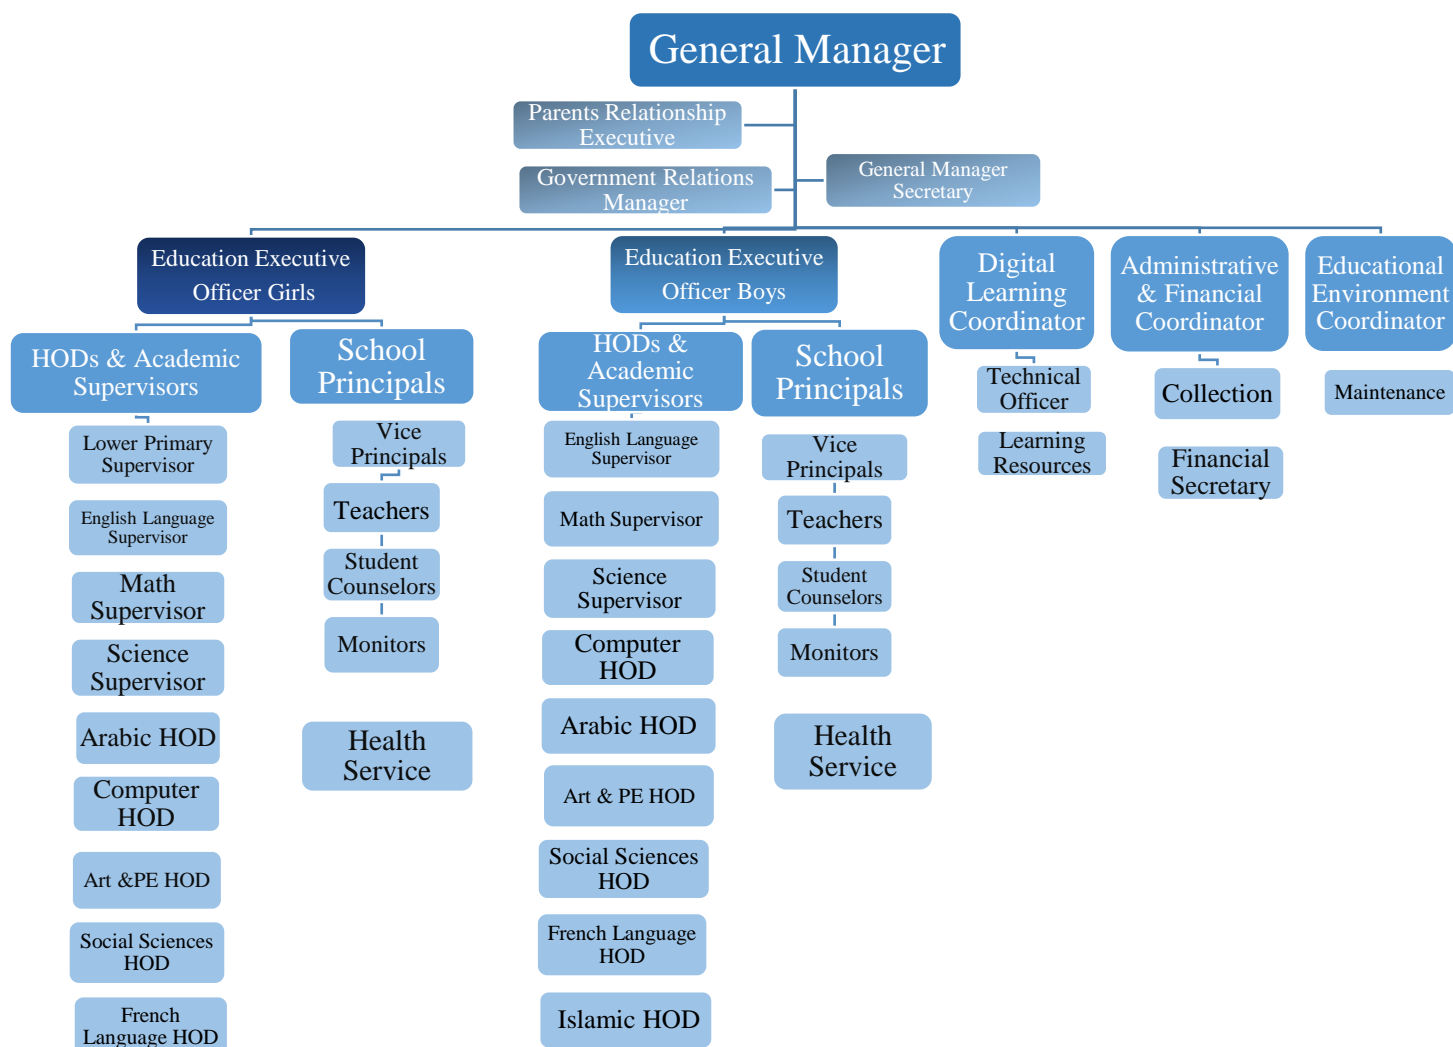 General Manager
Parents Relationship
Executive
General Manager
Secretary
Government Relations
Manager
Education Executive
Officer Girls
Education Executive
Officer Boys
Digital
Learning
Coordinator
Administrative
& Financial
Coordinator
Educational
Environment
Coordinator
HODs & Academic
Supervisors
School
Principals
HODs &
Academic
Supervisors
School
Principals
Technical
Officer
Learning
Resources
Collection
Financial
Secretary
Maintenance
Lower Primary
Supervisor
English Language
Supervisor
Math
Supervisor
Science
Supervisor
Arabic HOD
Computer
HOD
Art &PE HOD
Social Sciences
HOD
French
Language HOD
Vice
Principals
Teachers
Student
Counselors
Monitors
Health
Service
English Language
Supervisor
Math Supervisor
Science
Supervisor
Computer
HOD
Arabic HOD
Art & PE HOD
Social Sciences
HOD
French Language
HOD
Islamic HOD
Vice
Principals
Teachers
Student
Counselors
Monitors
Health
Service